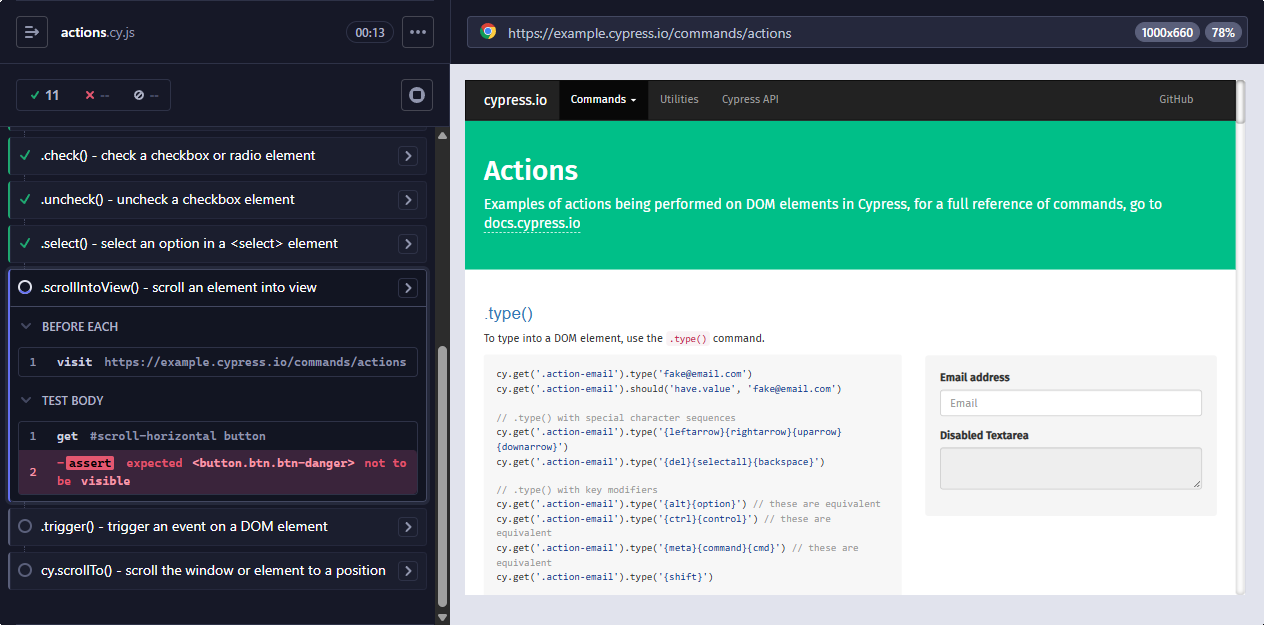 actions.cy.js
00:13
11
--
--
.check() - check a checkbox or radio element
.uncheck() - uncheck a checkbox element
.select() - select an option in a <select> element
.scrollIntoView() - scroll an element into view
BEFORE EACH
1 visit https://example.cypress.io/commands/actions
TEST BODY
1 get #scroll-horizontal button
2 -assert expected <button.btn.btn-danger> not to
be visible
.trigger() - trigger an event on a DOM element
cy.scrollTo() - scroll the window or element to a position
https://example.cypress.io/commands/actions
1000x660
78%
cypress.io
Commands
Utilities
Cypress API
GitHub
Actions
Examples of actions being performed on DOM elements in Cypress, for a full reference of commands, go to
docs.cypress.io
.type()
To type into a DOM element, use the .type() command.
cy.get('.action-email').type('fake@email.com')
cy.get('.action-email').should('have.value', 'fake@email.com')
// .type() with special character sequences
cy.get('.action-email').type('{leftarrow}{rightarrow}{uparrow}
{downarrow}')
cy.get('.action-email').type('{del}{selectall}{backspace}')
// .type() with key modifiers
cy.get('.action-email').type('{alt}{option}') // these are equivalent
cy.get('.action-email').type('{ctrl}{control}') // these are
equivalent
cy.get('.action-email').type('{meta}{command}{cmd}') // these are
equivalent
cy.get('.action-email').type('{shift}')
Email address
Email
Disabled Textarea